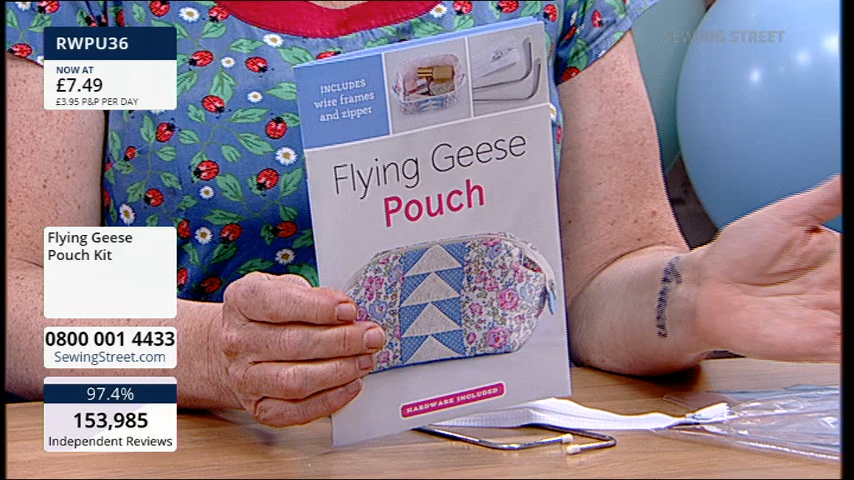 RWPU36
NOW AT
£7.49
£3.95 P&P PER DAY
Flying Geese
Pouch Kit
0800 001 4433
SewingStreet.com
97.4%
153,985
Independent Reviews
SEWING STREET
INCLUDES
wire frames
and zipper
Flying Geese
Pouch
HARDWARE INCLUDED